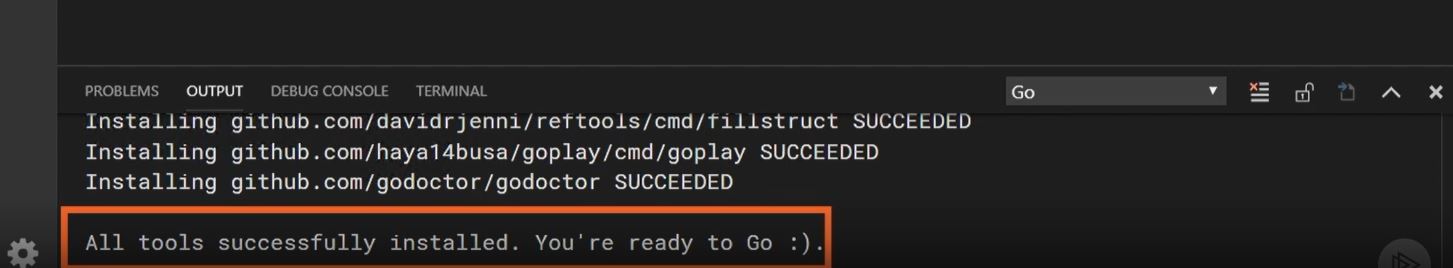 PROBLEMS OUTPUT DEBUG CONSOLE TERMINAL Go
Installing github.com/davidrjenni/reftools/cmd/fillstruct SUCCEEDED
Installing github.com/haya14busa/goplay/cmd/goplay SUCCEEDED
Installing github.com/godoctor/godoctor SUCCEEDED
All tools successfully installed. You're ready to Go :).